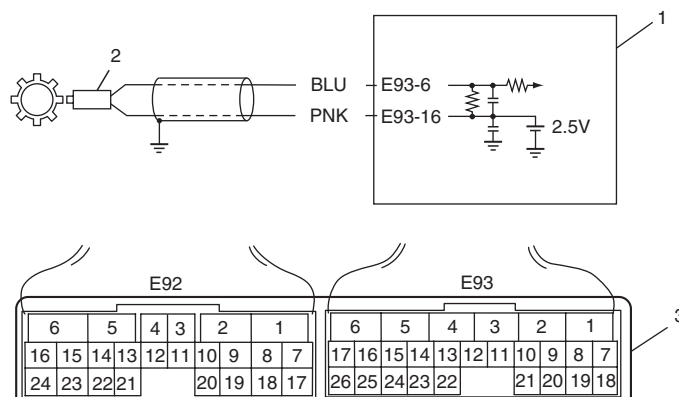 1
2
BLU E93-6
PNK E93-16
2.5V
E92 E93
3
6 5 4 3 2 1 6 5 4 3 2 1
16 15 14 13 12 11 10 9 8 7 17 16 15 14 13 12 11 10 9 8 7
24 23 22 21 20 19 18 17 26 25 24 23 22 21 20 19 18